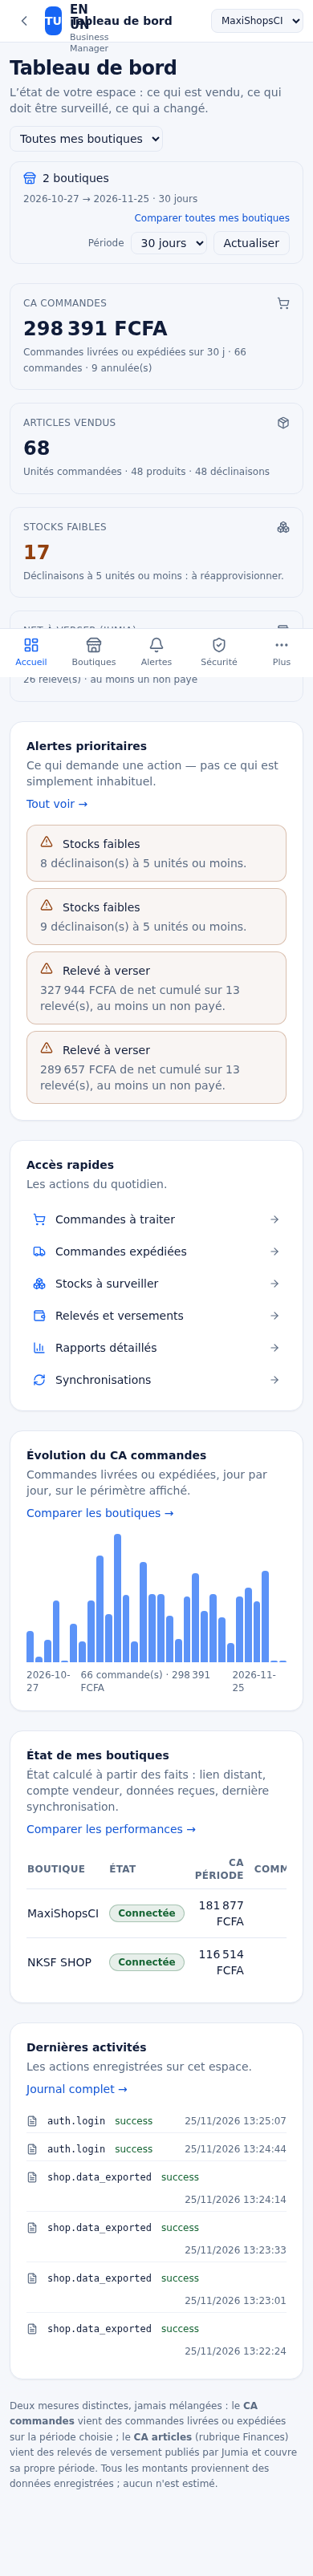 TU
EN
UN
Tableau de bord
Business
Manager
MaxiShopsCI
Tableau de bord
L’état de votre espace : ce qui est vendu, ce qui
doit être surveillé, ce qui a changé.
Toutes mes boutiques
2 boutiques
2026-10-27 → 2026-11-25 · 30 jours
Comparer toutes mes boutiques
Période
30 jours
Actualiser
CA COMMANDES
298 391 FCFA
Commandes livrées ou expédiées sur 30 j · 66
commandes · 9 annulée(s)
ARTICLES VENDUS
68
Unités commandées · 48 produits · 48 déclinaisons
STOCKS FAIBLES
17
Déclinaisons à 5 unités ou moins : à réapprovisionner.
Accueil
Boutiques
Alertes
Sécurité
Plus
26 relevé(s) · au moins un non payé
Alertes prioritaires
Ce qui demande une action — pas ce qui est
simplement inhabituel.
Tout voir →
Stocks faibles
8 déclinaison(s) à 5 unités ou moins.
Stocks faibles
9 déclinaison(s) à 5 unités ou moins.
Relevé à verser
327 944 FCFA de net cumulé sur 13
relevé(s), au moins un non payé.
Relevé à verser
289 657 FCFA de net cumulé sur 13
relevé(s), au moins un non payé.
Accès rapides
Les actions du quotidien.
Commandes à traiter
Commandes expédiées
Stocks à surveiller
Relevés et versements
Rapports détaillés
Synchronisations
Évolution du CA commandes
Commandes livrées ou expédiées, jour par
jour, sur le périmètre affiché.
Comparer les boutiques →
2026-10-27
66 commande(s) · 298 391 FCFA
2026-11-25
État de mes boutiques
État calculé à partir des faits : lien distant,
compte vendeur, données reçues, dernière
synchronisation.
Comparer les performances →
BOUTIQUE ÉTAT CA PÉRIODE COMM
MaxiShopsCI Connectée 181 877 FCFA
NKSF SHOP Connectée 116 514 FCFA
Dernières activités
Les actions enregistrées sur cet espace.
Journal complet →
auth.login success 25/11/2026 13:25:07
auth.login success 25/11/2026 13:24:44
shop.data_exported success
25/11/2026 13:24:14
shop.data_exported success
25/11/2026 13:23:33
shop.data_exported success
25/11/2026 13:23:01
shop.data_exported success
25/11/2026 13:22:24
Deux mesures distinctes, jamais mélangées : le CA
commandes vient des commandes livrées ou expédiées
sur la période choisie ; le CA articles (rubrique Finances)
vient des relevés de versement publiés par Jumia et couvre
sa propre période. Tous les montants proviennent des
données enregistrées ; aucun n'est estimé.